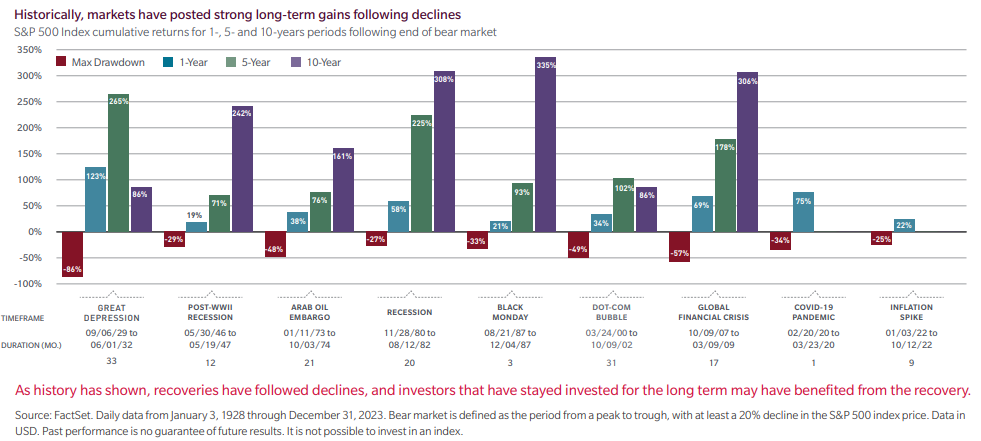 Historically, markets have posted strong long-term gains following declines
S&P 500 Index cumulative returns for 1-, 5- and 10-years periods following end of bear market
350%
300%
250%
200%
150%
100%
50%
0%
-50%
-100%
Max Drawdown 1-Year 5-Year 10-Year
-86% 123% 265% 86%
-29% 19% 71% 242%
-48% 38% 76% 161%
-27% 58% 225% 308%
-33% 21% 93% 335%
-49% 34% 102% 86%
-57% 69% 178% 306%
-34% 75%
-25% 22%
GREAT POST-WWII ARAB OIL RECESSION BLACK DOT-COM GLOBAL COVID-19 INFLATION
TIMEFRAME DEPRESSION RECESSION EMBARGO MONDAY BUBBLE FINANCIAL CRISIS PANDEMIC SPIKE
09/06/29 to 05/30/46 to 01/11/73 to 11/28/80 to 08/21/87 to 03/24/00 to 10/09/07 to 02/20/20 to 01/03/22 to
DURATION (MO.) 06/01/32 05/19/47 10/03/74 08/12/82 12/04/87 10/09/02 03/09/09 03/23/20 10/12/22
33 12 21 20 3 31 17 1 9
As history has shown, recoveries have followed declines, and investors that have stayed invested for the long term may have benefited from the recovery.
Source: FactSet. Daily data from January 3, 1928 through December 31, 2023. Bear market is defined as the period from a peak to trough, with at least a 20% decline in the S&P 500 index price. Data in
USD. Past performance is no guarantee of future results. It is not possible to invest in an index.